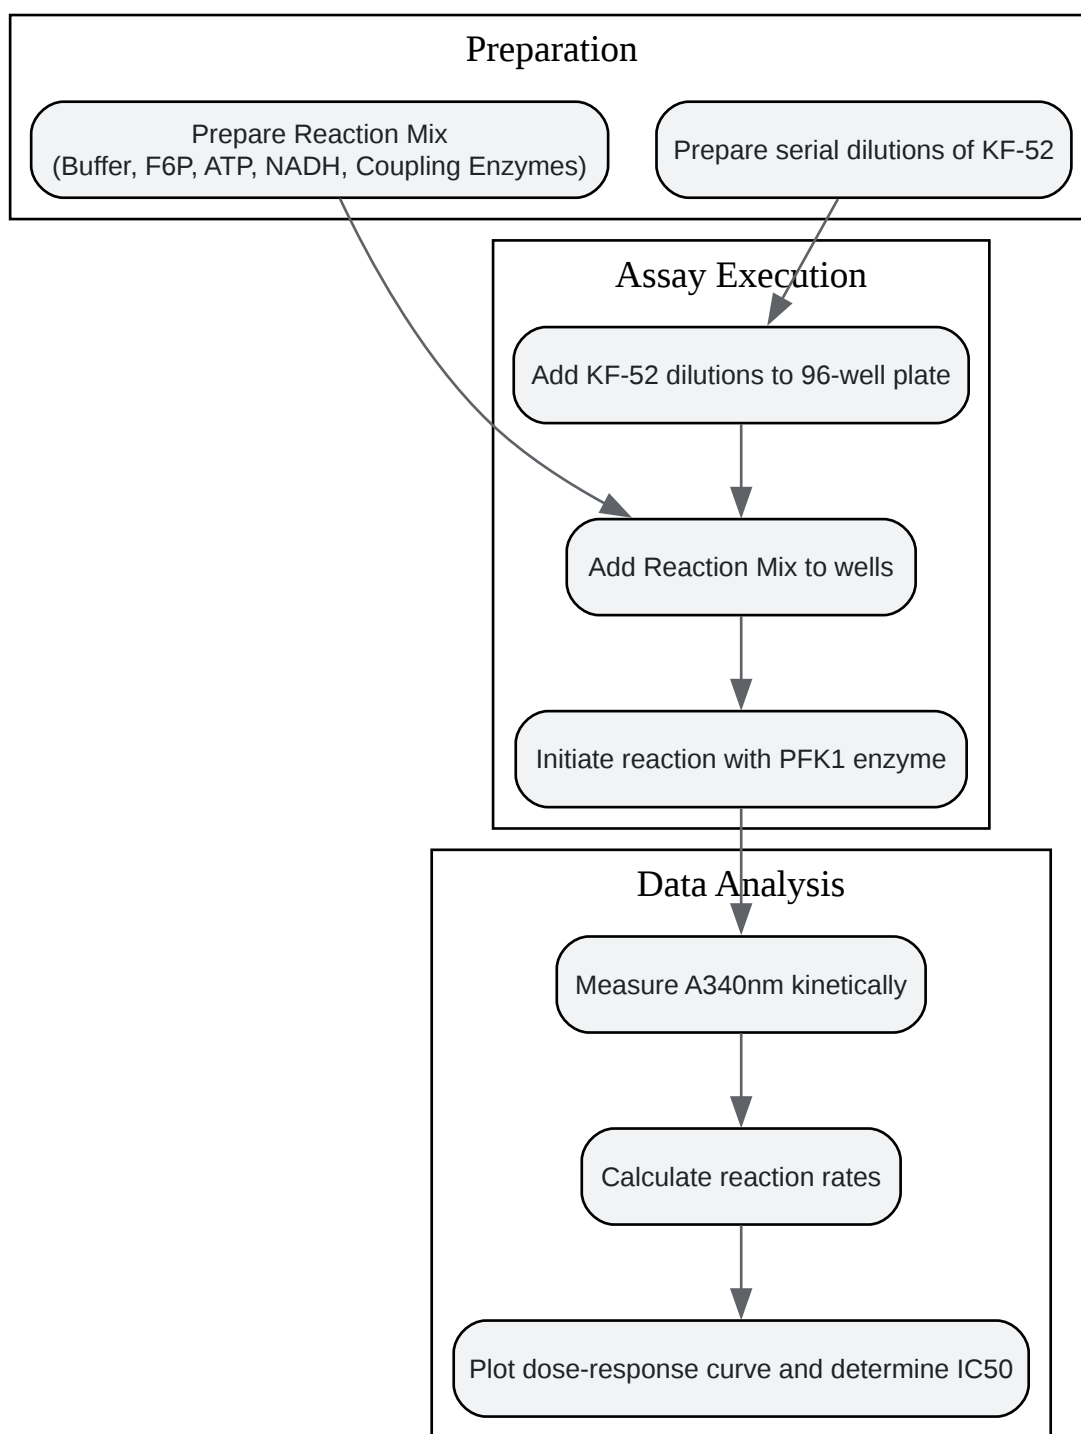 Preparation
Prepare Reaction Mix
(Buffer, F6P, ATP, NADH, Coupling Enzymes)
Prepare serial dilutions of KF-52
Assay Execution
Add KF-52 dilutions to 96-well plate
Add Reaction Mix to wells
Initiate reaction with PFK1 enzyme
Data Analysis
Measure A340nm kinetically
Calculate reaction rates
Plot dose-response curve and determine IC50